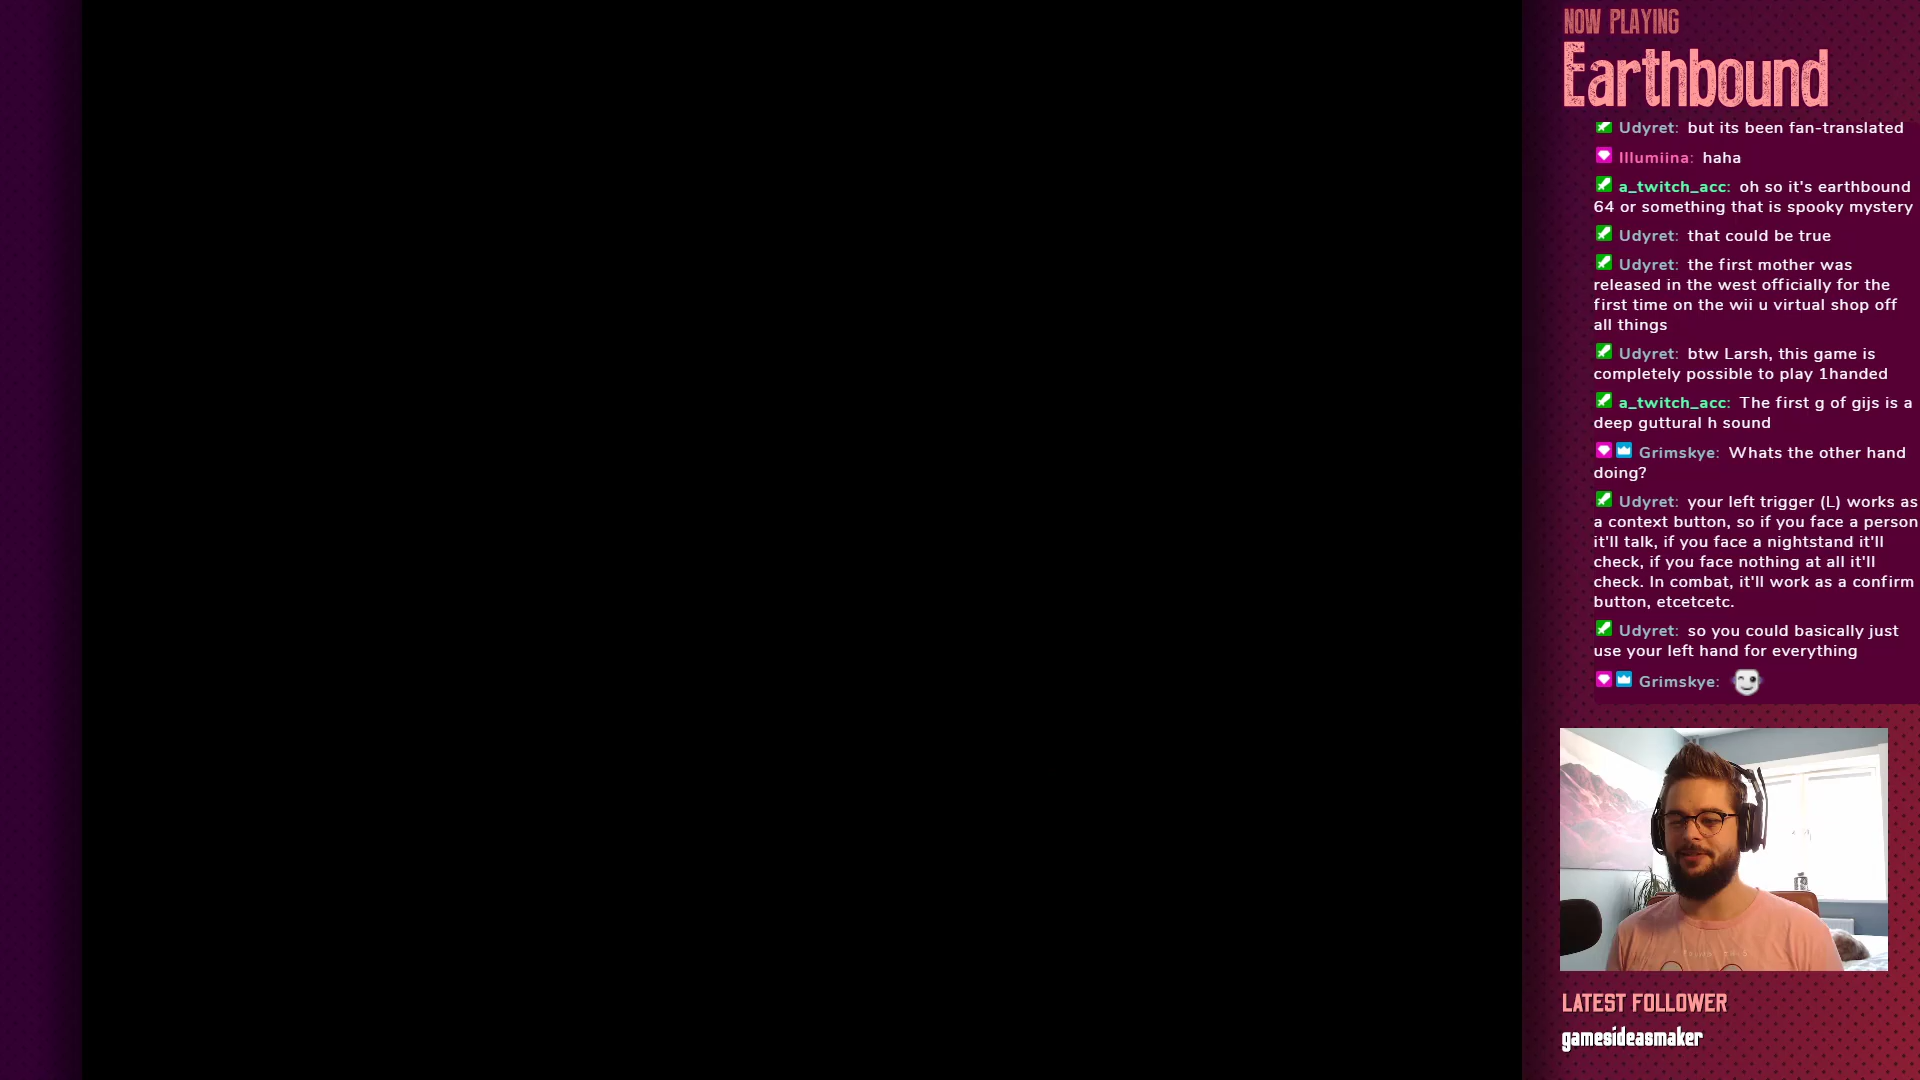 NOW PLAYING
Earthbound
Udyret: but its been fan-translated
Illumiina: haha
a_twitch_acc: oh so it's earthbound
64 or something that is spooky mystery
Udyret: that could be true
Udyret: the first mother was
released in the west officially for the
first time on the wii u virtual shop off
all things
Udyret: btw Larsh, this game is
completely possible to play 1handed
a_twitch_acc: The first g of gijs is a
deep guttural h sound
Grimskye: Whats the other hand
doing?
Udyret: your left trigger (L) works as
a context button, so if you face a person
it'll talk, if you face a nightstand it'll
check, if you face nothing at all it'll
check. In combat, it'll work as a confirm
button, etcetcetc.
Udyret: so you could basically just
use your left hand for everything
Grimskye:
LATEST FOLLOWER
gamesideasmaker